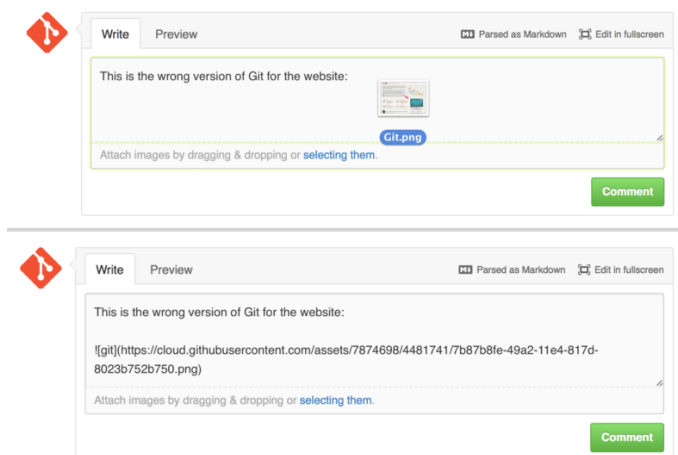 Write Preview Parsed as Markdown Edit in fullscreen
This is the wrong version of Git for the website:
Git.png
Attach images by dragging & dropping or selecting them.
Comment
Write Preview Parsed as Markdown Edit in fullscreen
This is the wrong version of Git for the website:
![git](https://cloud.githubusercontent.com/assets/7874698/4481741/7b87b8fe-49a2-11e4-817d-
8023b752b750.png)
Attach images by dragging & dropping or selecting them.
Comment